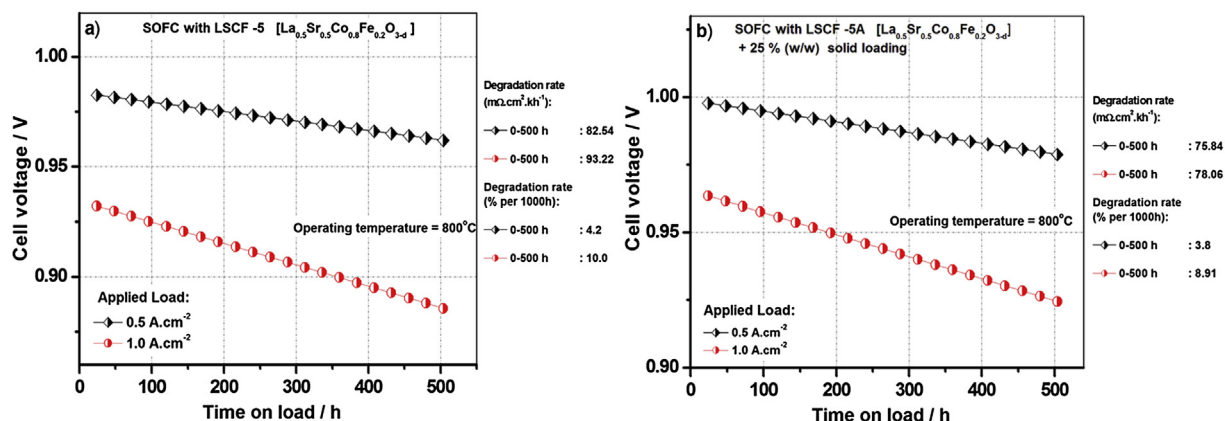 a) SOFC with LSCF -5 [La0.5Sr0.5Co0.8Fe0.2O3-d]
1.00
0.95
0.90
Cell voltage / V
Degradation rate
(mΩ.cm².kh⁻¹):
0-500 h : 82.54
0-500 h : 93.22
Degradation rate
(% per 1000h):
0-500 h : 4.2
0-500 h : 10.0
Operating temperature = 800°C
Applied Load:
0.5 A.cm⁻²
1.0 A.cm⁻²
0 100 200 300 400 500
Time on load / h
b) SOFC with LSCF -5A [La0.5Sr0.5Co0.8Fe0.2O3-d]
+ 25 % (w/w) solid loading
1.00
0.95
0.90
Cell voltage / V
Degradation rate
(mΩ.cm².kh⁻¹):
0-500 h : 75.84
0-500 h : 78.06
Degradation rate
(% per 1000h):
0-500 h : 3.8
0-500 h : 8.91
Operating temperature = 800°C
Applied Load:
0.5 A.cm⁻²
1.0 A.cm⁻²
0 100 200 300 400 500
Time on load / h